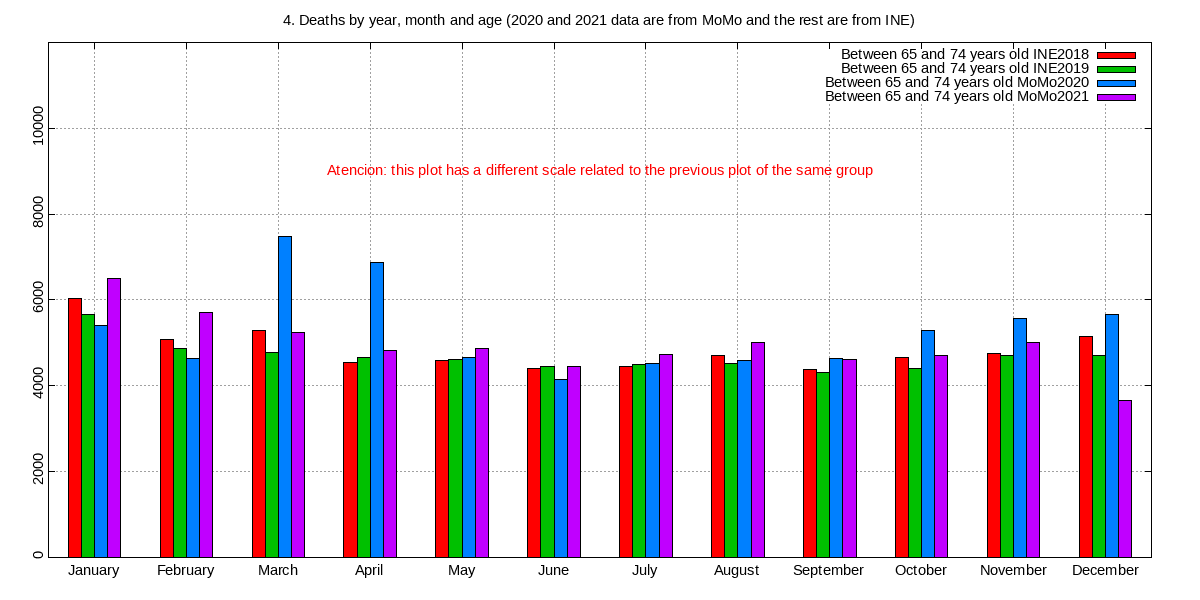 4. Deaths by year, month and age (2020 and 2021 data are from MoMo and the rest are from INE)
Between 65 and 74 years old INE2018
Between 65 and 74 years old INE2019
Between 65 and 74 years old MoMo2020
Between 65 and 74 years old MoMo2021
10000
Atencion: this plot has a different scale related to the previous plot of the same group
8000
6000
4000
2000
0
January February March April May June July August September October November December